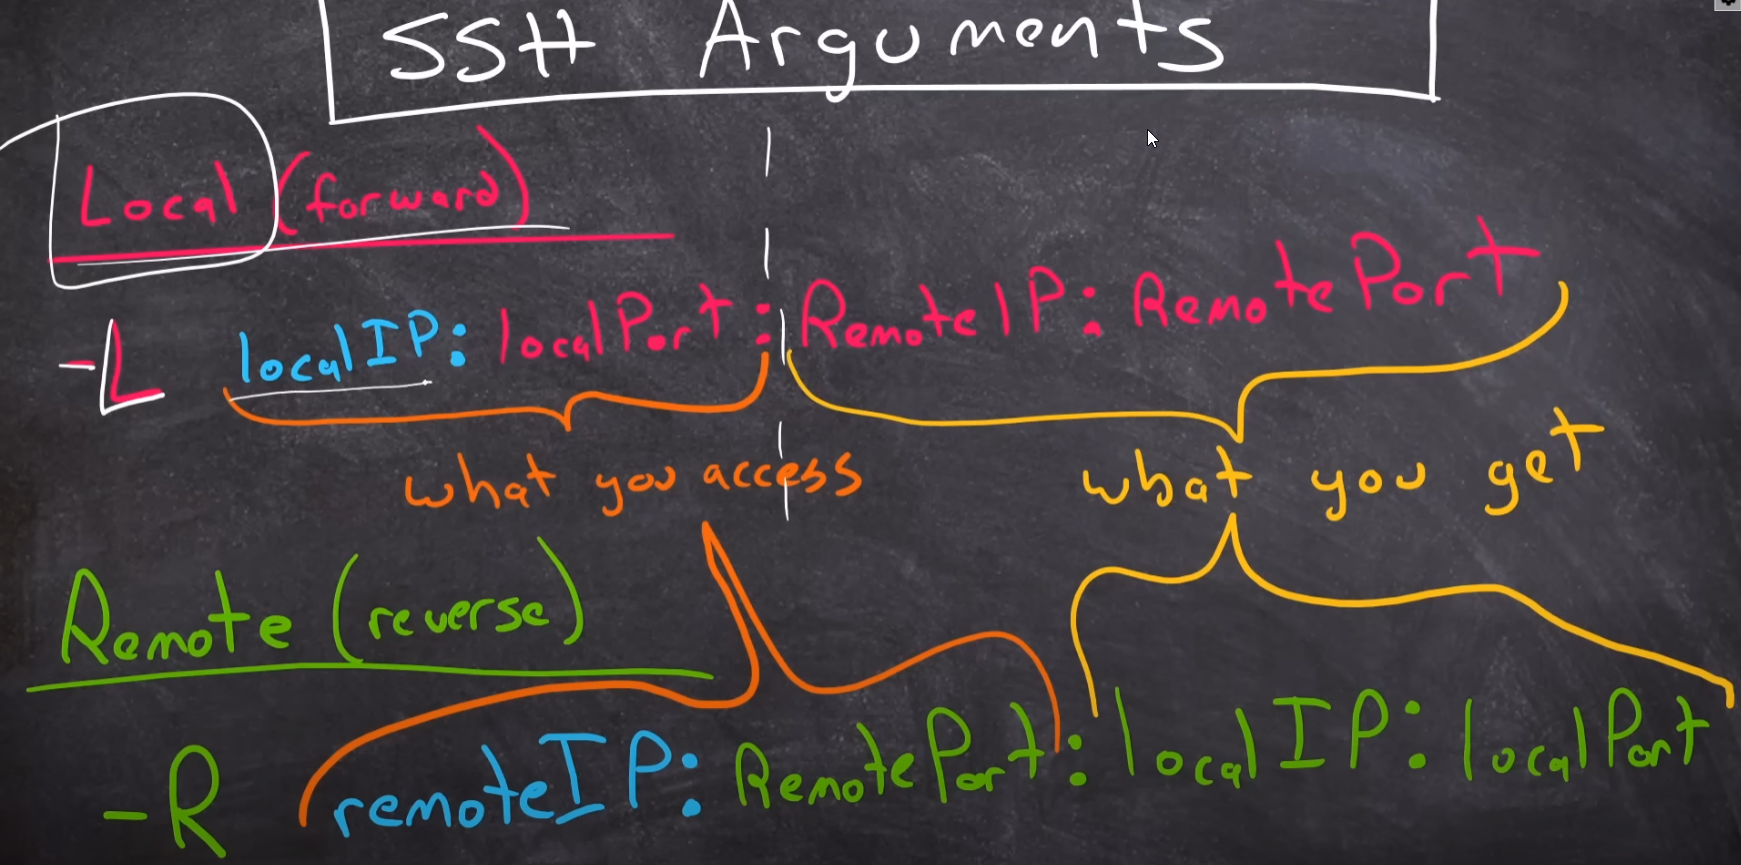 SSH Arguments
Local (forward)
-L localIP: localPort : RemoteIP: RemotePort
what you access
what you get
Remote (reverse)
-R remoteIP: RemotePort: localIP: localPort